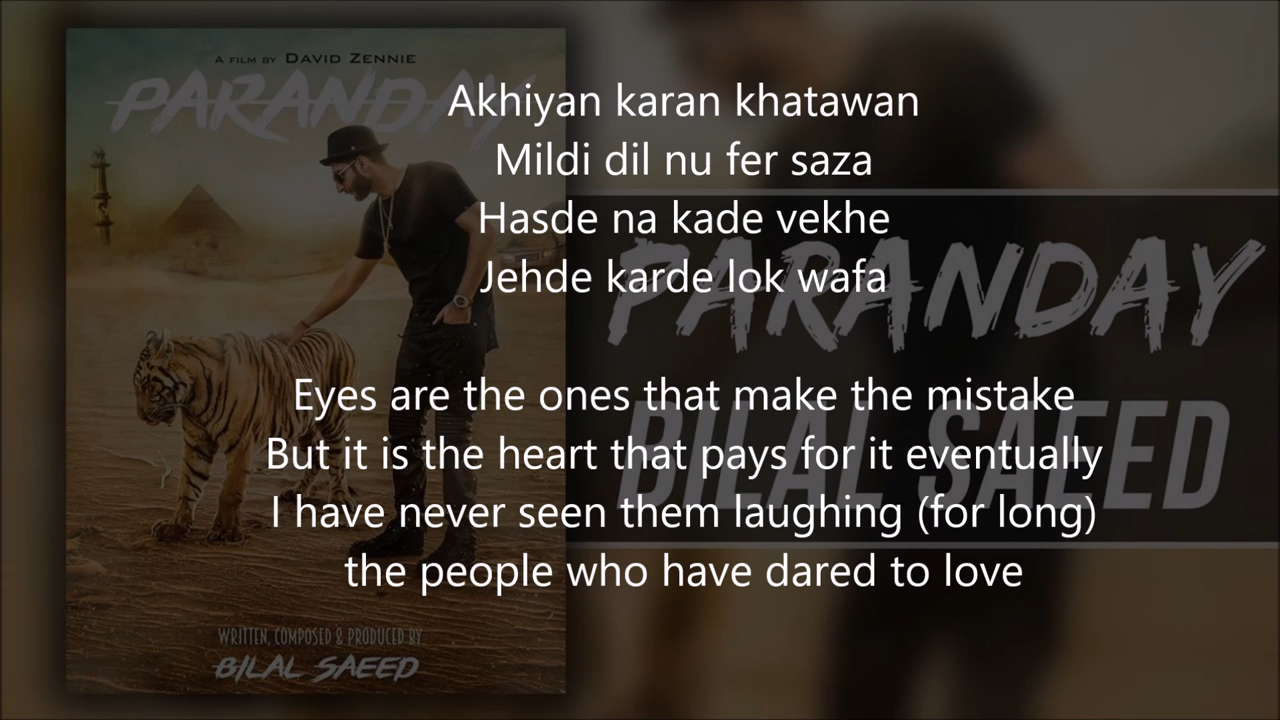 A FILM BY DAVID ZENNIE
PARANDAY
Akhiyan karan khatawan
Mildi dil nu fer saza
Hasde na kade vekhe
Jehde karde lok wafa
PARANDAY
BILAL SAEED
Eyes are the ones that make the mistake
But it is the heart that pays for it eventually
I have never seen them laughing (for long)
the people who have dared to love
WRITTEN, COMPOSED & PRODUCED BY
BILAL SAEED